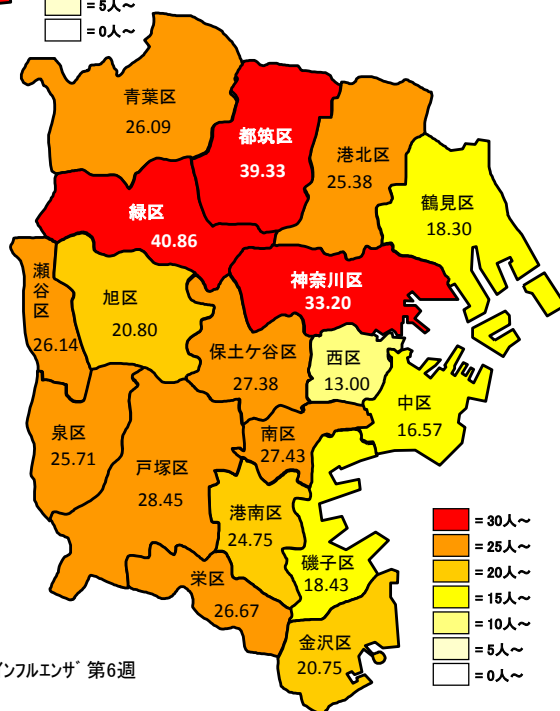 = 5人～
= 0人～
青葉区
26.09
都筑区
39.33
港北区
25.38
鶴見区
18.30
緑区
40.86
神奈川区
33.20
瀬谷区
26.14
旭区
20.80
保土ケ谷区
27.38
西区
13.00
中区
16.57
泉区
25.71
戸塚区
28.45
南区
27.43
港南区
24.75
磯子区
18.43
栄区
26.67
金沢区
20.75
= 30人～
= 25人～
= 20人～
= 15人～
= 10人～
= 5人～
= 0人～
ンフルエンザ 第6週